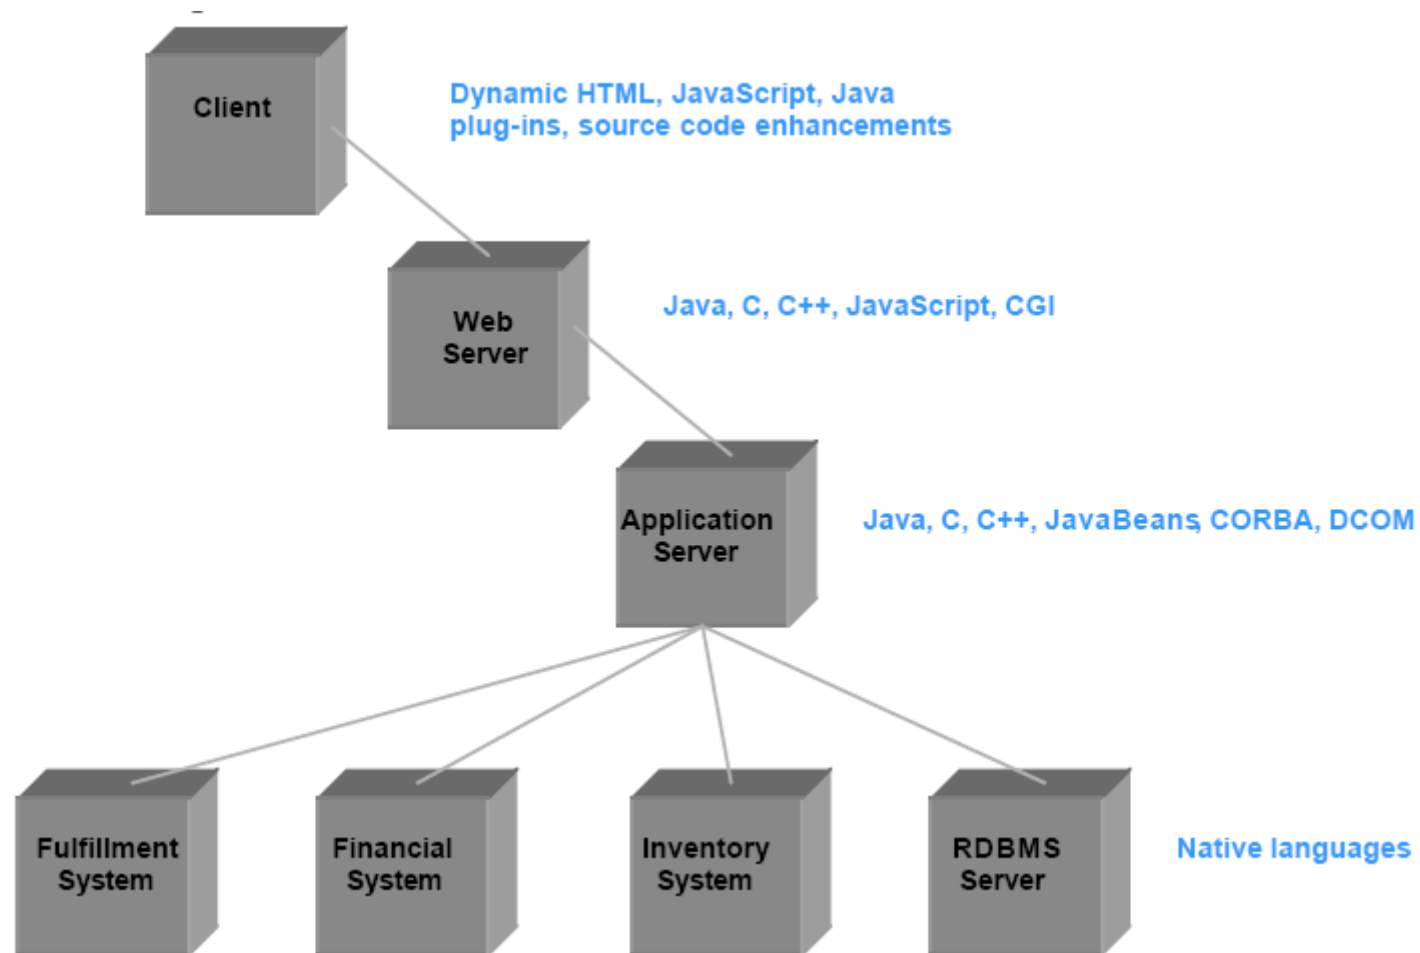 Client
Dynamic HTML, JavaScript, Java
plug-ins, source code enhancements
Web
Server
Java, C, C++, JavaScript, CGI
Application
Server
Java, C, C++, JavaBeans, CORBA, DCOM
Fulfillment
System
Financial
System
Inventory
System
RDBMS
Server
Native languages